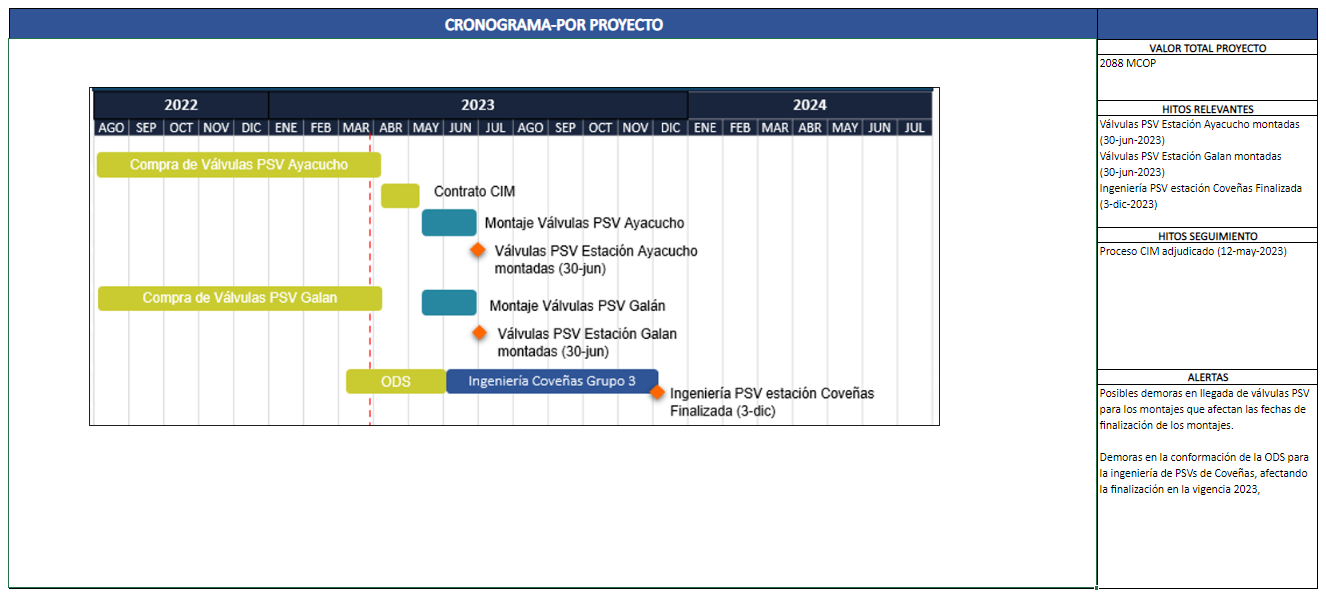 CRONOGRAMA-POR PROYECTO
2022 2023 2024
AGO SEP OCT NOV DIC ENE FEB MAR ABR MAY JUN JUL AGO SEP OCT NOV DIC ENE FEB MAR ABR MAY JUN JUL
Compra de Válvulas PSV Ayacucho
Contrato CIM
Montaje Válvulas PSV Ayacucho
Válvulas PSV Estación Ayacucho
montadas (30-jun)
Compra de Válvulas PSV Galan
Montaje Válvulas PSV Galán
Válvulas PSV Estación Galan
montadas (30-jun)
ODS
Ingeniería Coveñas Grupo 3
Ingeniería PSV estación Coveñas
Finalizada (3-dic)
VALOR TOTAL PROYECTO
2088 MCOP
HITOS RELEVANTES
Válvulas PSV Estación Ayacucho montadas
(30-jun-2023)
Válvulas PSV Estación Galan montadas
(30-jun-2023)
Ingeniería PSV estación Coveñas Finalizada
(3-dic-2023)
HITOS SEGUIMIENTO
Proceso CIM adjudicado (12-may-2023)
ALERTAS
Posibles demoras en llegada de válvulas PSV
para los montajes que afectan las fechas de
finalización de los montajes.
Demoras en la conformación de la ODS para
la ingeniería de PSVs de Coveñas, afectando
la finalización en la vigencia 2023,